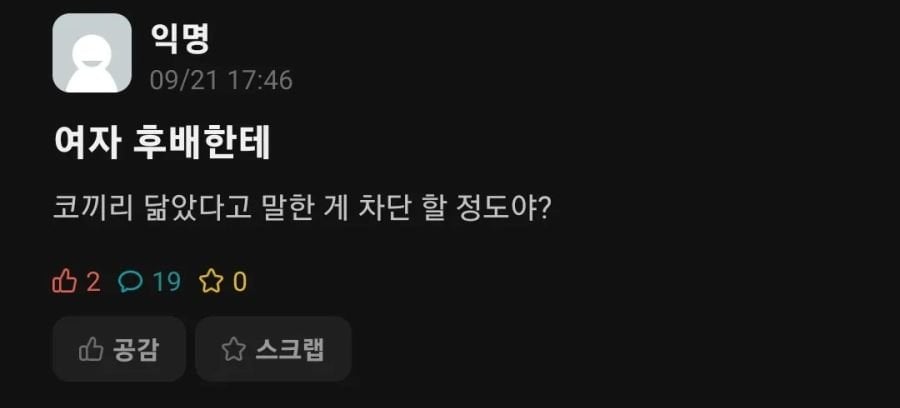 익명
09/21 17:46
여자 후배한테
코끼리 닮았다고 말한 게 차단 할 정도야?
2 19 0
공감 스크랩